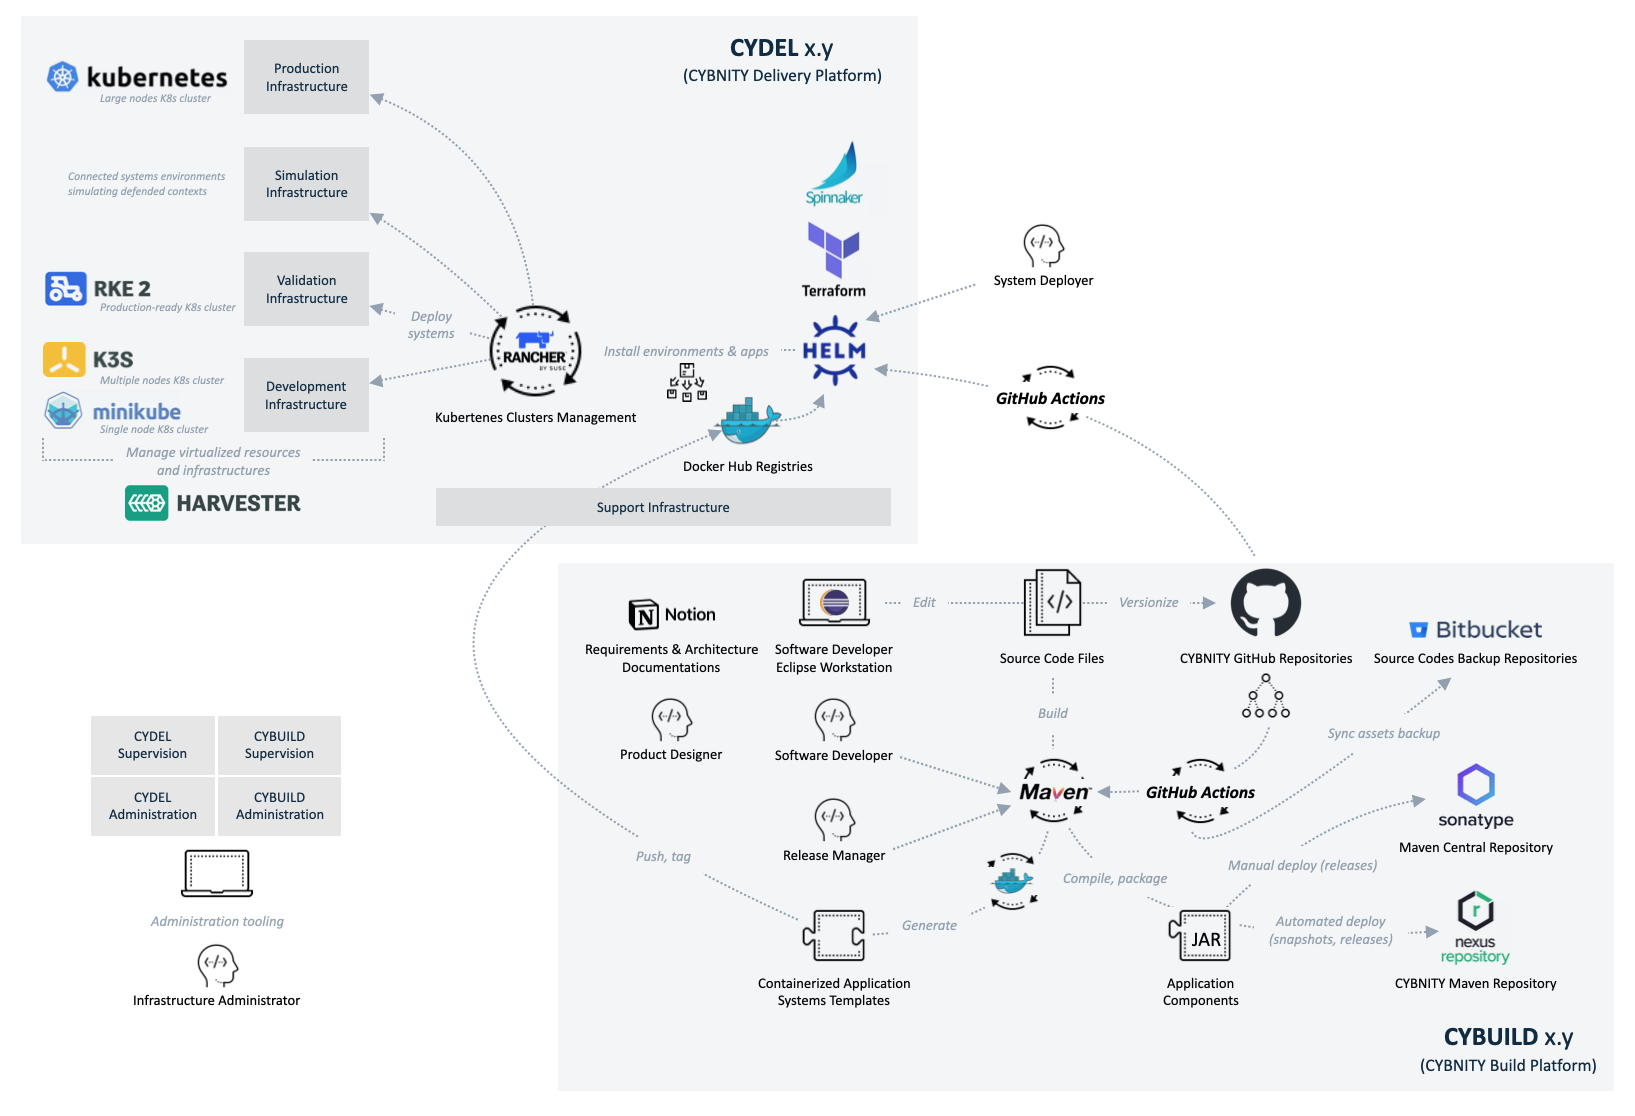 CYDEL x.y
(CYBNITY Delivery Platform)
kubernetes
Large nodes K8s cluster
Production
Infrastructure
Connected systems environments
simulating defended contexts
Simulation
Infrastructure
Spinnaker
Terraform
RKE 2
Production-ready K8s cluster
Validation
Infrastructure
Deploy
systems
K3S
Multiple nodes K8s cluster
minikube
Single node K8s cluster
Development
Infrastructure
RANCHER
BY SUSE
Kubertenes Clusters Management
Install environments & apps
HELM
Docker Hub Registries
Manage virtualized resources
and infrastructures
HARVESTER
Support Infrastructure
System Deployer
GitHub Actions
Notion
Requirements & Architecture
Documentations
Software Developer
Eclipse Workstation
Edit
Source Code Files
Versionize
CYBNITY GitHub Repositories
Bitbucket
Source Codes Backup Repositories
Product Designer
Software Developer
Build
Sync assets backup
Maven™
GitHub Actions
sonatype
Maven Central Repository
Release Manager
Push, tag
Compile, package
Manual deploy (releases)
Generate
JAR
Automated deploy
(snapshots, releases)
r
nexus
repository
CYBNITY Maven Repository
Containerized Application
Systems Templates
Application
Components
CYBUILD x.y
(CYBNITY Build Platform)
CYDEL
Supervision
CYBUILD
Supervision
CYDEL
Administration
CYBUILD
Administration
Administration tooling
Infrastructure Administrator